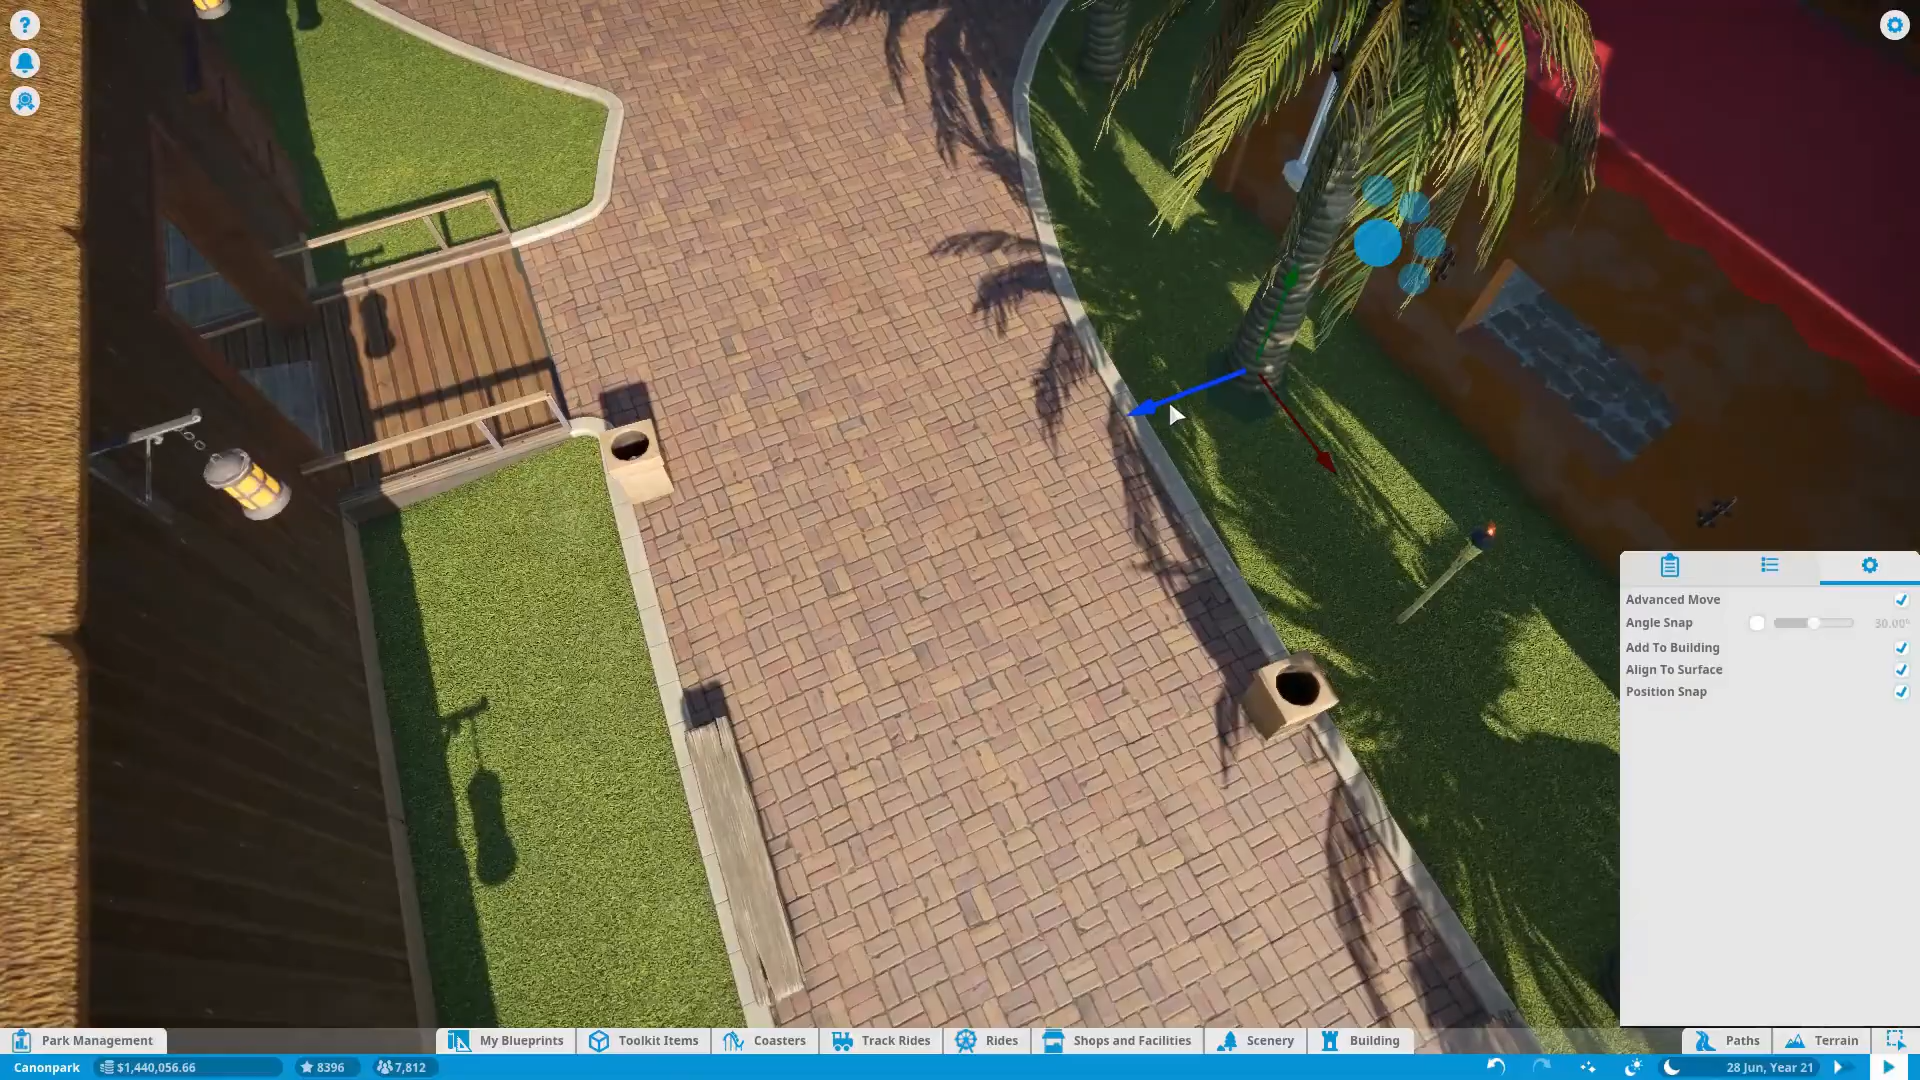 ?
Advanced Move
Angle Snap 30.00°
Add To Building
Align To Surface
Position Snap
Park Management
My Blueprints
Toolkit Items
Coasters
Track Rides
Rides
Shops and Facilities
Scenery
Building
Paths
Terrain
Canonpark
$1,440,056.66
8396
7,812
28 Jun, Year 21